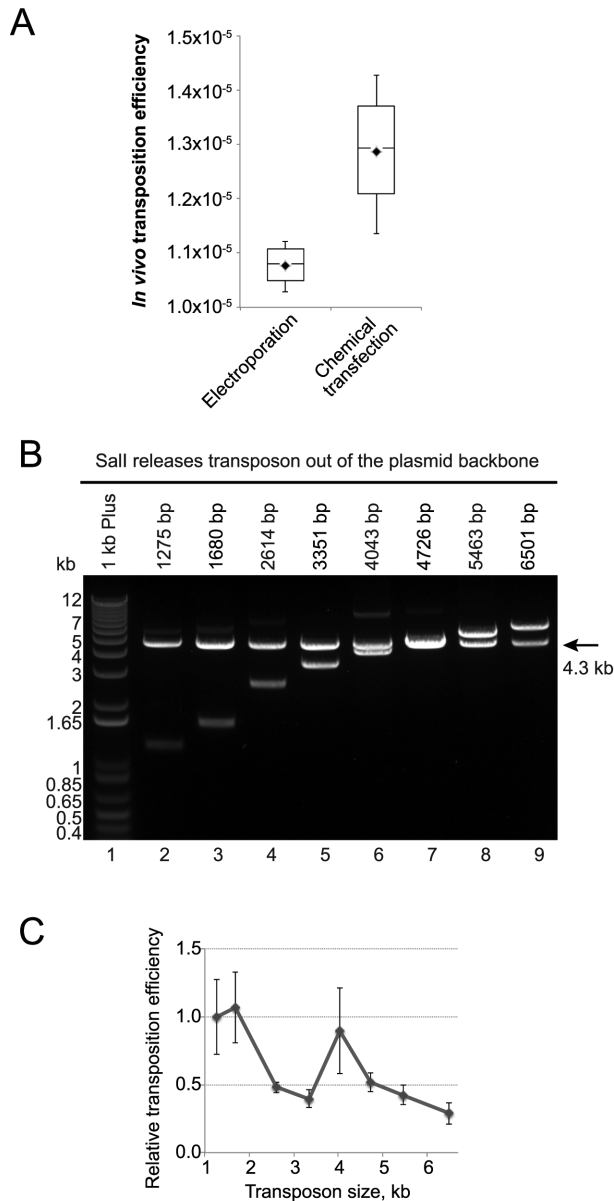 A
In vivo transposition efficiency
1.5x10⁻⁵
1.4x10⁻⁵
1.3x10⁻⁵
1.2x10⁻⁵
1.1x10⁻⁵
1.0x10⁻⁵
Electroporation
Chemical
transfection
B
SalI releases transposon out of the plasmid backbone
kb
1 kb Plus
1275 bp
1680 bp
2614 bp
3351 bp
4043 bp
4726 bp
5463 bp
6501 bp
12
7
5
4
3
2
1.65
1
0.85
0.65
0.5
0.4
4.3 kb
1 2 3 4 5 6 7 8 9
C
Relative transposition efficiency
1.5
1.0
0.5
0.0
1 2 3 4 5 6
Transposon size, kb